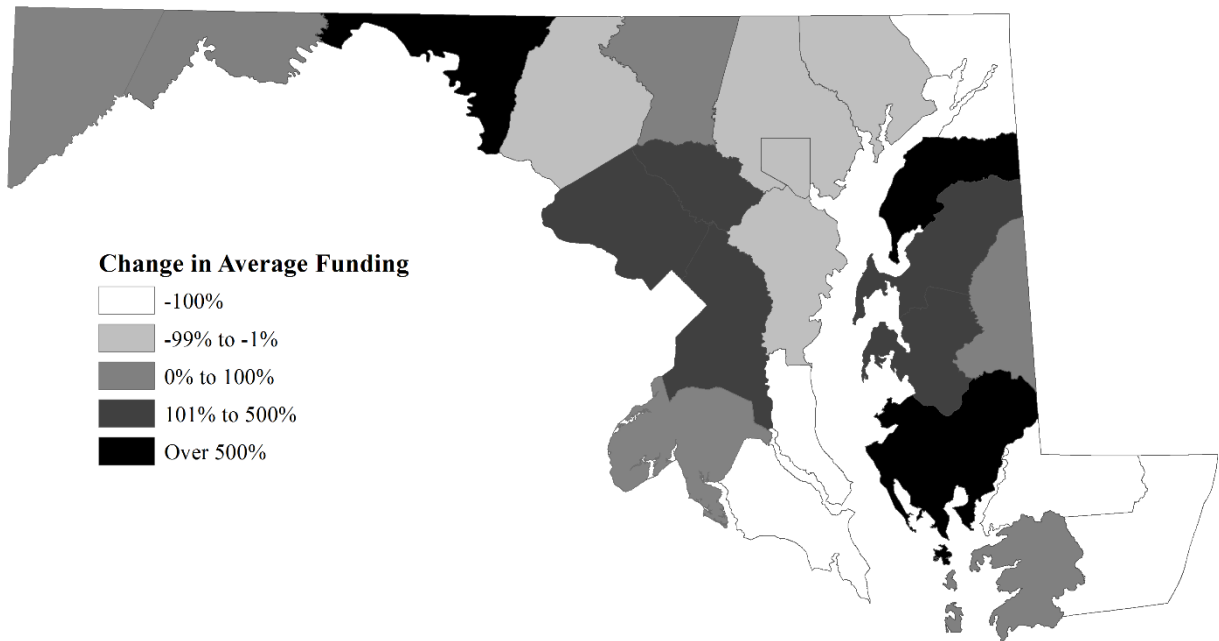 Change in Average Funding
-100%
-99% to -1%
0% to 100%
101% to 500%
Over 500%